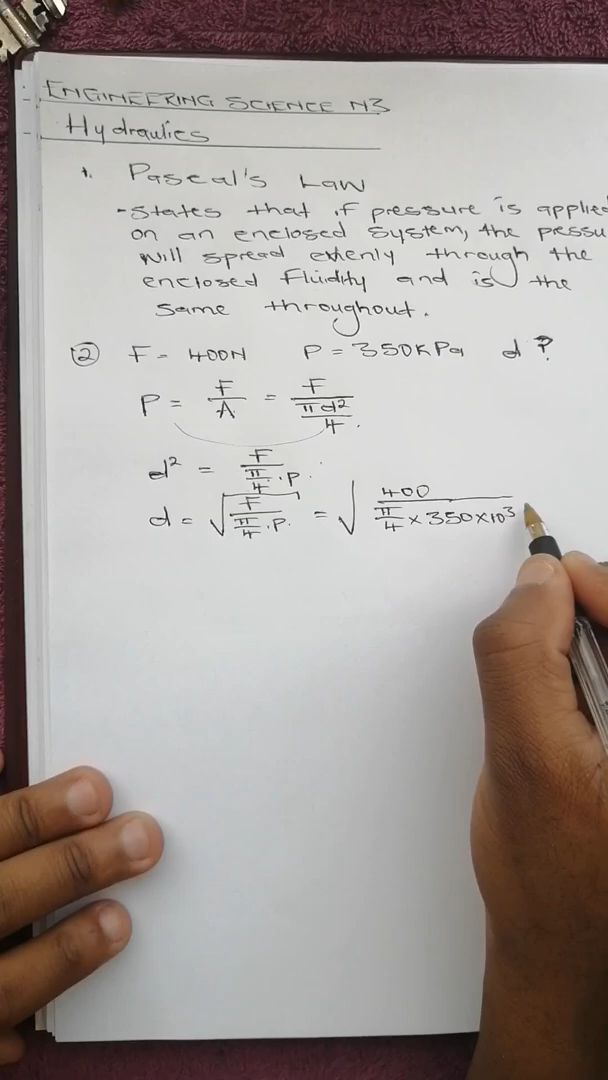 ENGINEERING SCIENCE N3
Hydraulics
1. Pascal's Law
- States that if pressure is applied
on an enclosed system, the pressu
will spread evenly through the
enclosed fluidity and is the
same throughout.
② F = 400N P = 350KPa d ?
P = F/A = F/(πd²/4).
d² = F/(π/4 · P).
d = √(F/(π/4 · P.)) = √(400/(π/4 × 350×10³